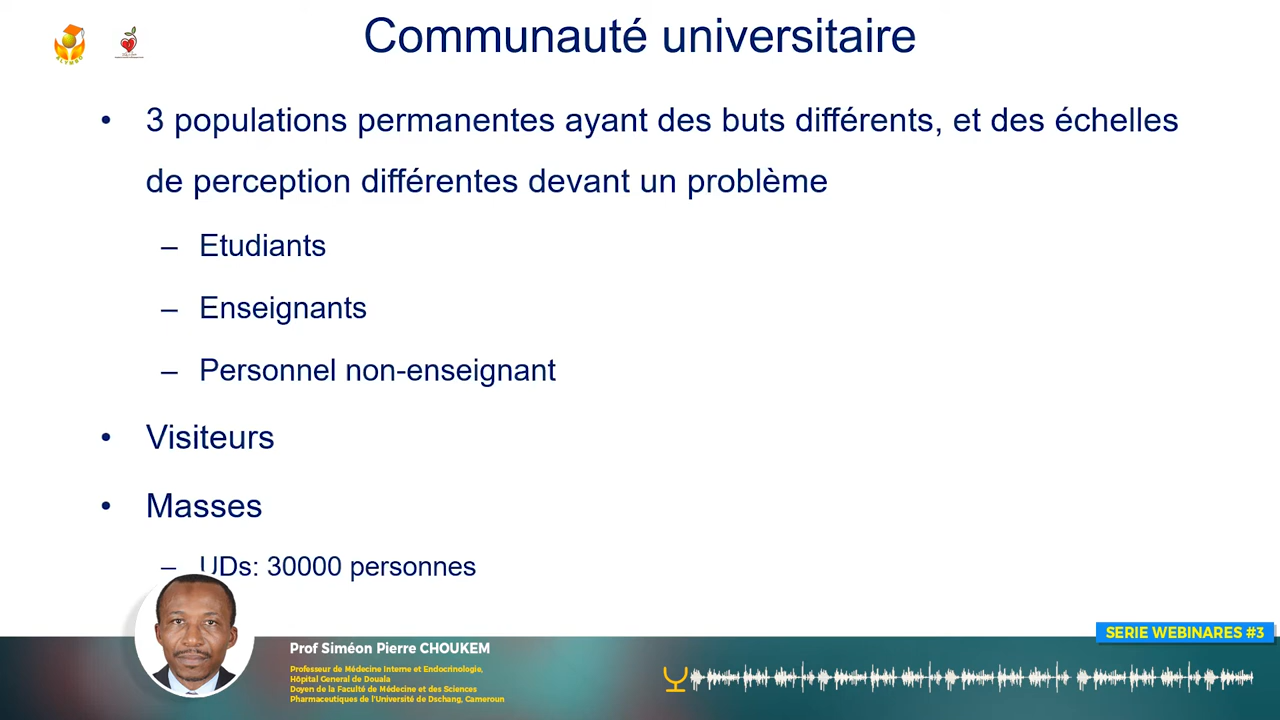 Communauté universitaire
• 3 populations permanentes ayant des buts différents, et des échelles
de perception différentes devant un problème
– Etudiants
– Enseignants
– Personnel non-enseignant
• Visiteurs
• Masses
– UDs: 30000 personnes
SERIE WEBINARES #3
Prof Siméon Pierre CHOUKEM
Professeur de Médecine Interne et Endocrinologie,
Hôpital General de Douala
Doyen de la Faculté de Médecine et des Sciences
Pharmaceutiques de l'Université de Dschang, Cameroun